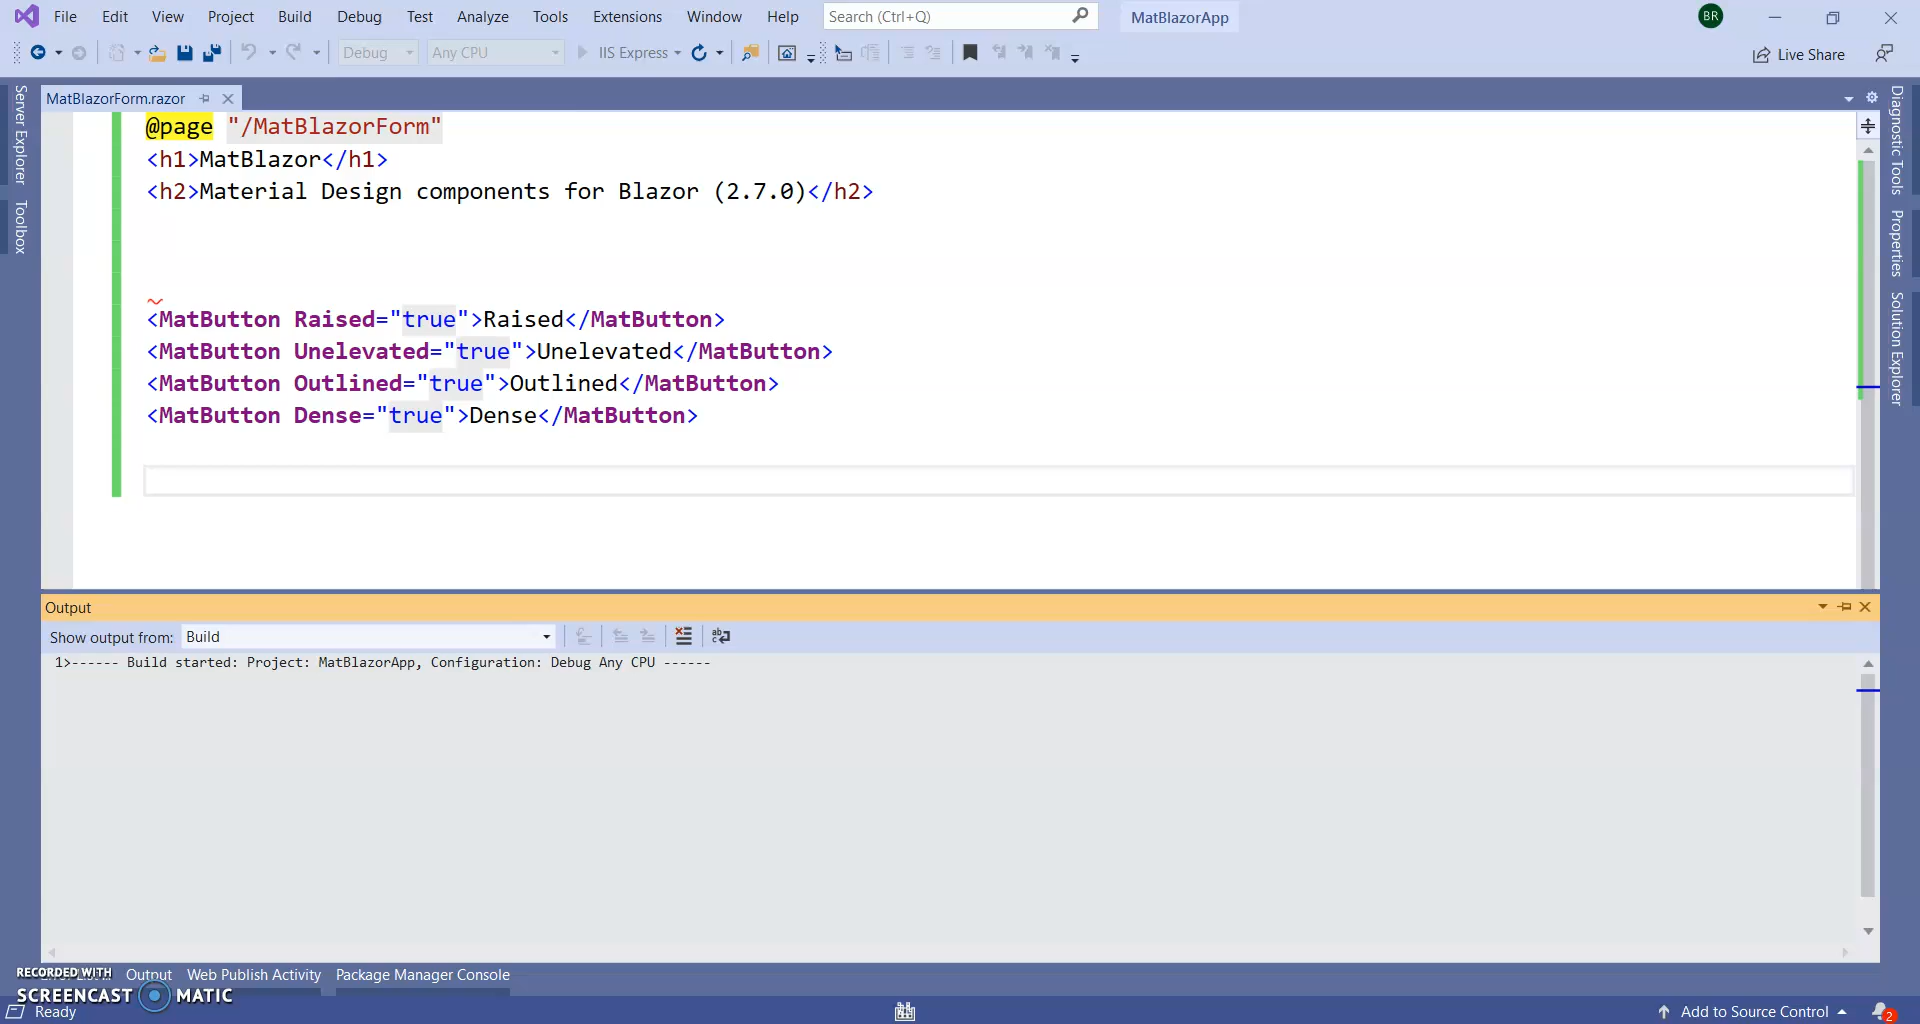 File Edit View Project Build Debug Test Analyze Tools Extensions Window Help Search (Ctrl+Q) MatBlazorApp BR
Debug Any CPU IIS Express Live Share
Server Explorer
Toolbox
MatBlazorForm.razor
@page "/MatBlazorForm"
<h1>MatBlazor</h1>
<h2>Material Design components for Blazor (2.7.0)</h2>
<MatButton Raised="true">Raised</MatButton>
<MatButton Unelevated="true">Unelevated</MatButton>
<MatButton Outlined="true">Outlined</MatButton>
<MatButton Dense="true">Dense</MatButton>
Diagnostic Tools
Properties
Solution Explorer
Output
Show output from: Build
1>------ Build started: Project: MatBlazorApp, Configuration: Debug Any CPU ------
Output Web Publish Activity Package Manager Console
RECORDED WITH
SCREENCAST MATIC
Ready Add to Source Control 2